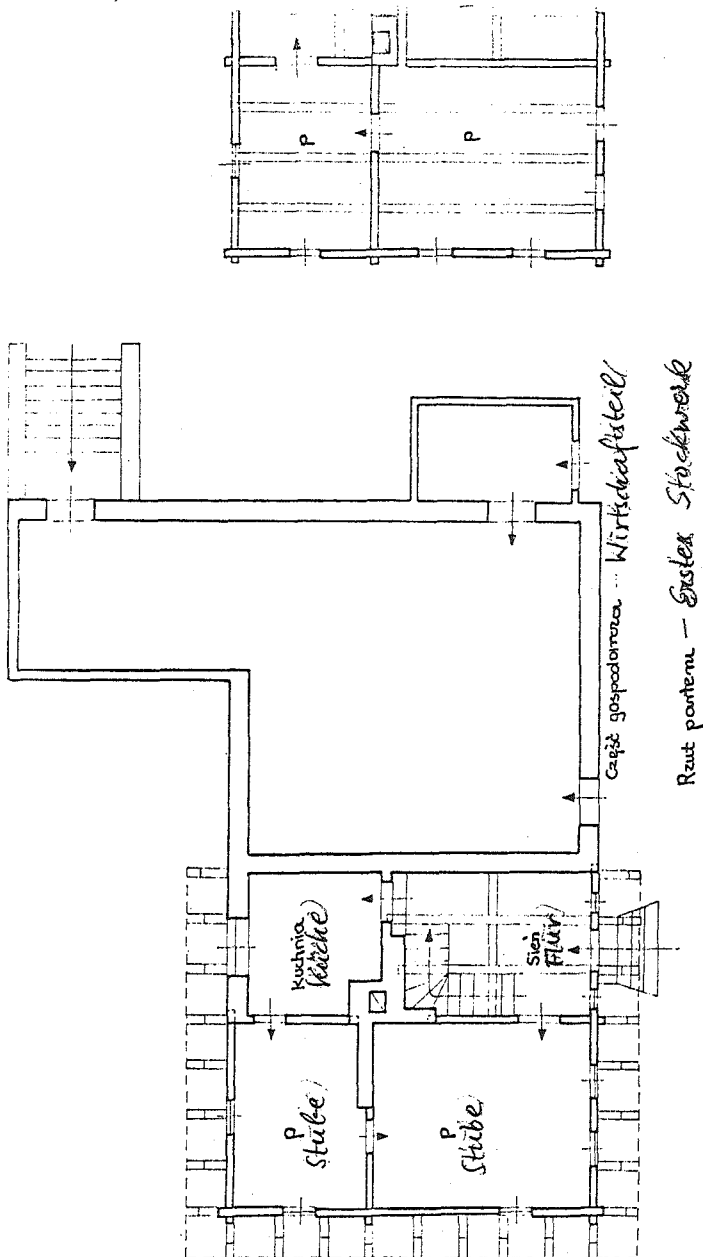 P
P
Część gospodarcza – Wirtschaftsteil
Rzut parteru – Erstes Stockwerk
Kuchnia
Küche
Sień
Flur
P
Stube
P
Stube